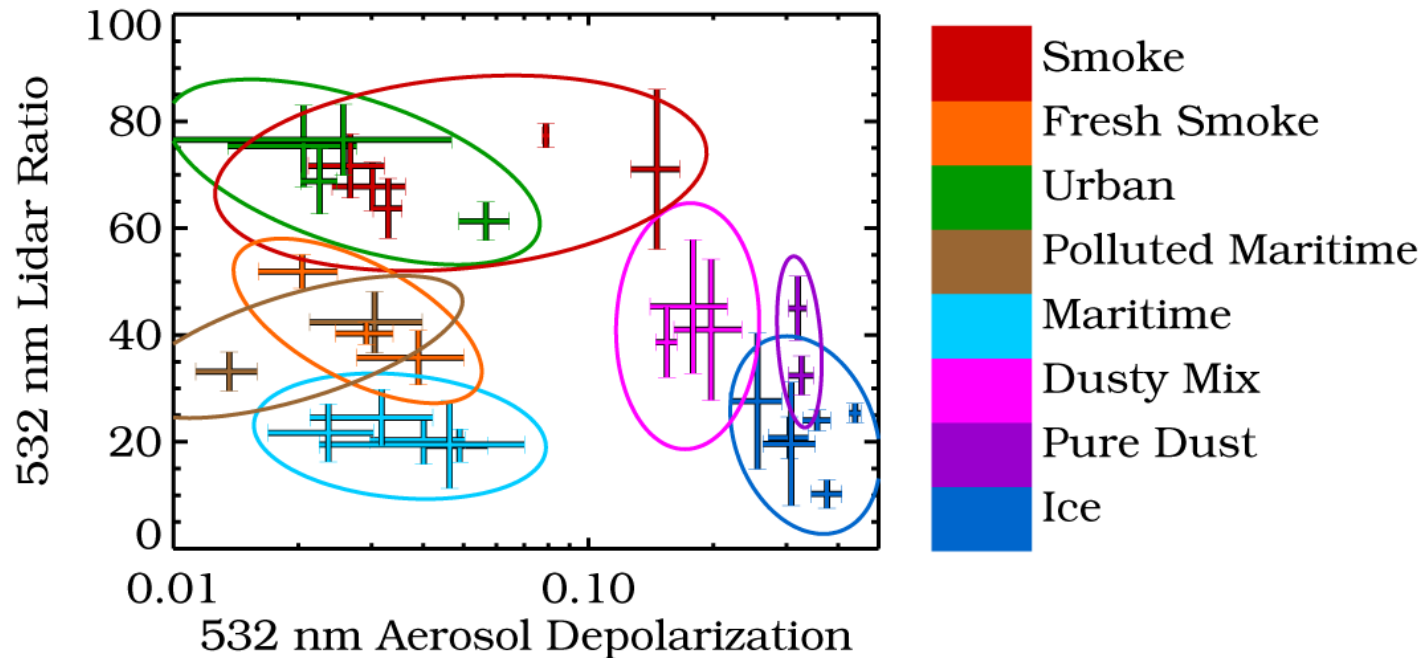 100
80
60
40
20
0
532 nm Lidar Ratio
0.01
0.10
532 nm Aerosol Depolarization
Smoke
Fresh Smoke
Urban
Polluted Maritime
Maritime
Dusty Mix
Pure Dust
Ice